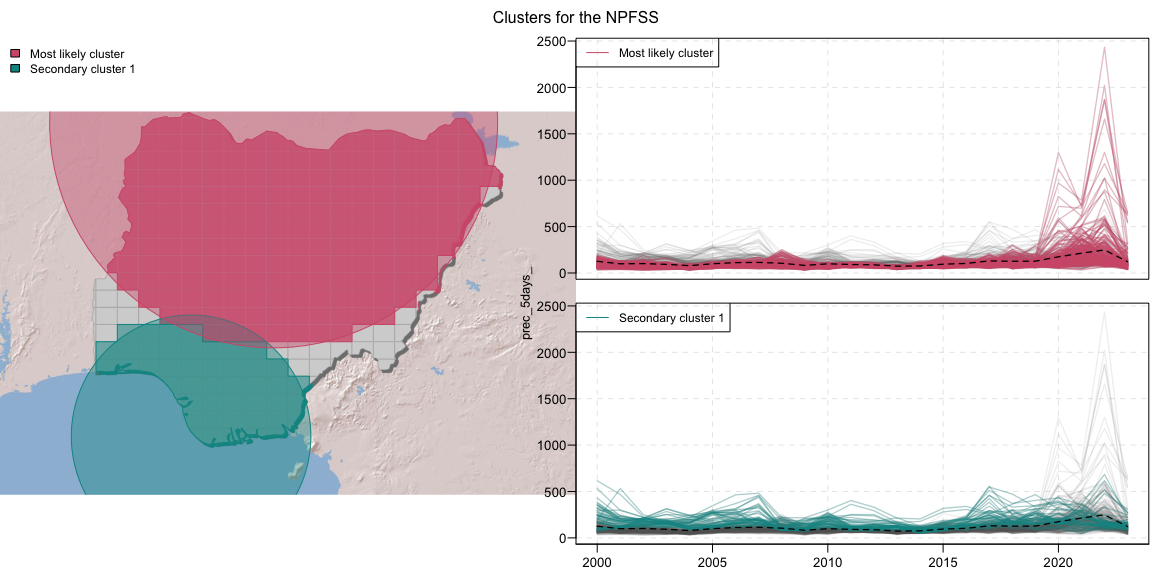 Clusters for the NPFSS
Most likely cluster
Secondary cluster 1
prec_5days_
2500
2000
1500
1000
500
0
Most likely cluster
2500
2000
1500
1000
500
0
Secondary cluster 1
2000
2005
2010
2015
2020